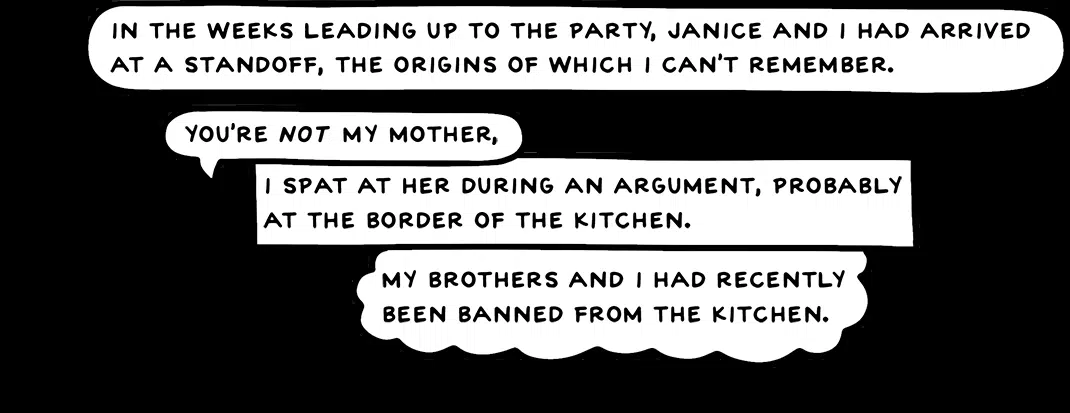 IN THE WEEKS LEADING UP TO THE PARTY, JANICE AND I HAD ARRIVED
AT A STANDOFF, THE ORIGINS OF WHICH I CAN'T REMEMBER.
YOU'RE NOT MY MOTHER,
I SPAT AT HER DURING AN ARGUMENT, PROBABLY
AT THE BORDER OF THE KITCHEN.
MY BROTHERS AND I HAD RECENTLY
BEEN BANNED FROM THE KITCHEN.